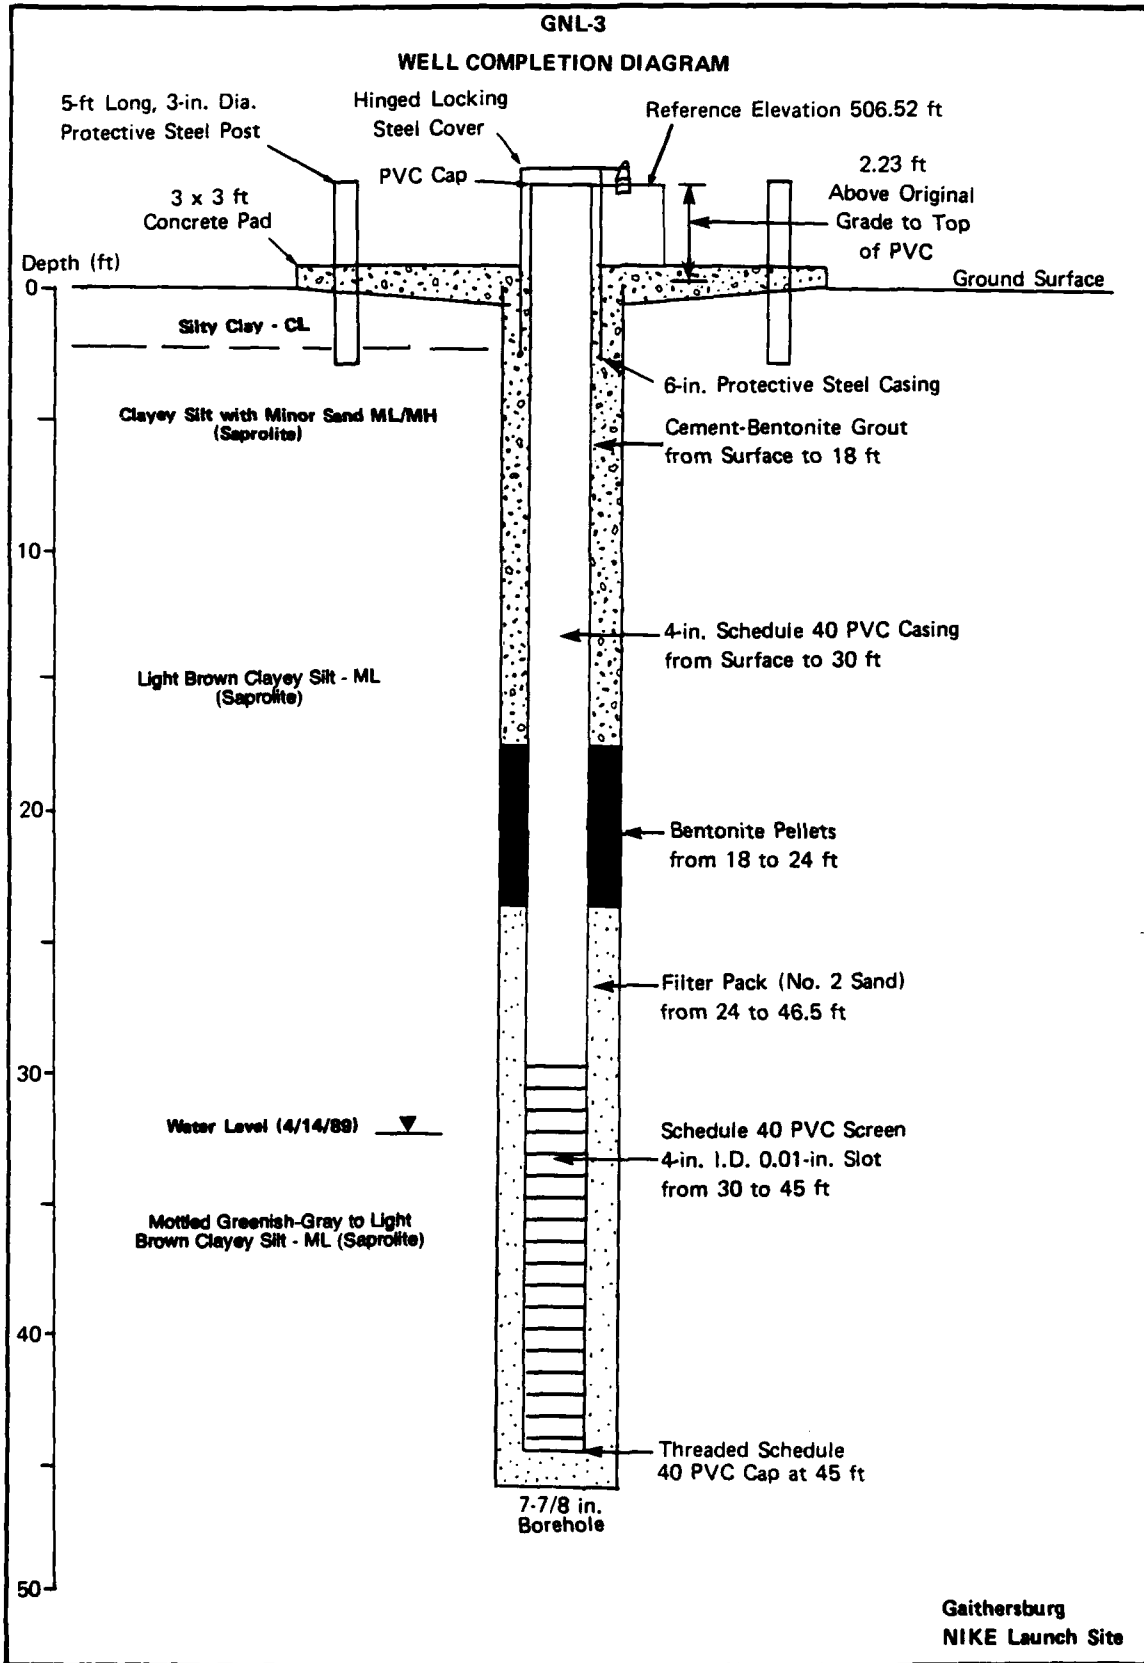 GNL-3
WELL COMPLETION DIAGRAM
5-ft Long, 3-in. Dia.
Protective Steel Post
Hinged Locking
Steel Cover
Reference Elevation 506.52 ft
PVC Cap
2.23 ft
Above Original
Grade to Top
of PVC
3 x 3 ft
Concrete Pad
Depth (ft)
0
Ground Surface
Silty Clay - CL
6-in. Protective Steel Casing
Clayey Silt with Minor Sand ML/MH
(Saprolite)
Cement-Bentonite Grout
from Surface to 18 ft
10
4-in. Schedule 40 PVC Casing
from Surface to 30 ft
Light Brown Clayey Silt - ML
(Saprolite)
20
Bentonite Pellets
from 18 to 24 ft
Filter Pack (No. 2 Sand)
from 24 to 46.5 ft
30
Water Level (4/14/89)
Schedule 40 PVC Screen
4-in. I.D. 0.01-in. Slot
from 30 to 45 ft
Mottled Greenish-Gray to Light
Brown Clayey Silt - ML (Saprolite)
40
Threaded Schedule
40 PVC Cap at 45 ft
7-7/8 in.
Borehole
50
Gaithersburg
NIKE Launch Site